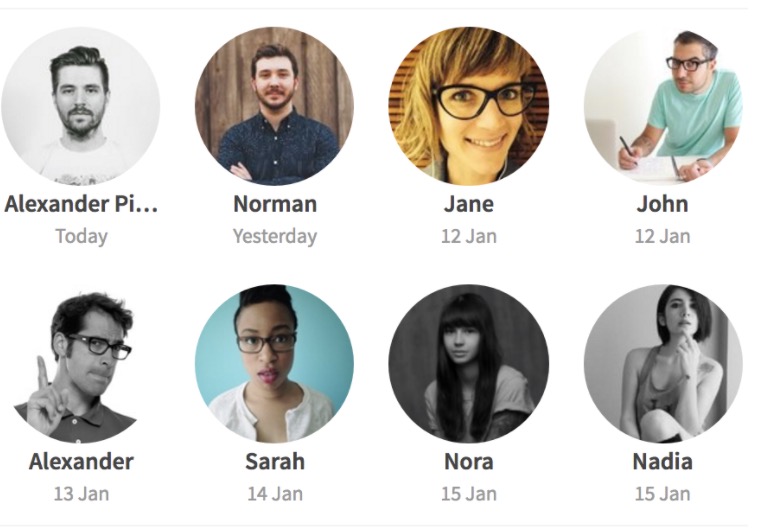 Alexander Pi...
Norman
Jane
John
Today
Yesterday
12 Jan
12 Jan
Alexander
Sarah
Nora
Nadia
13 Jan
14 Jan
15 Jan
15 Jan